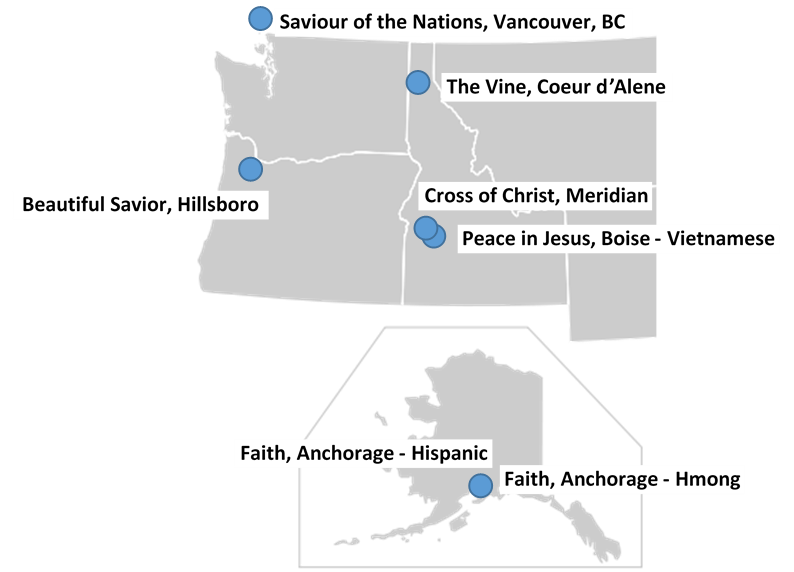 Saviour of the Nations, Vancouver, BC
The Vine, Coeur d’Alene
Cross of Christ, Meridian
Beautiful Savior, Hillsboro
Peace in Jesus, Boise - Vietnamese
Faith, Anchorage - Hispanic
Faith, Anchorage - Hmong